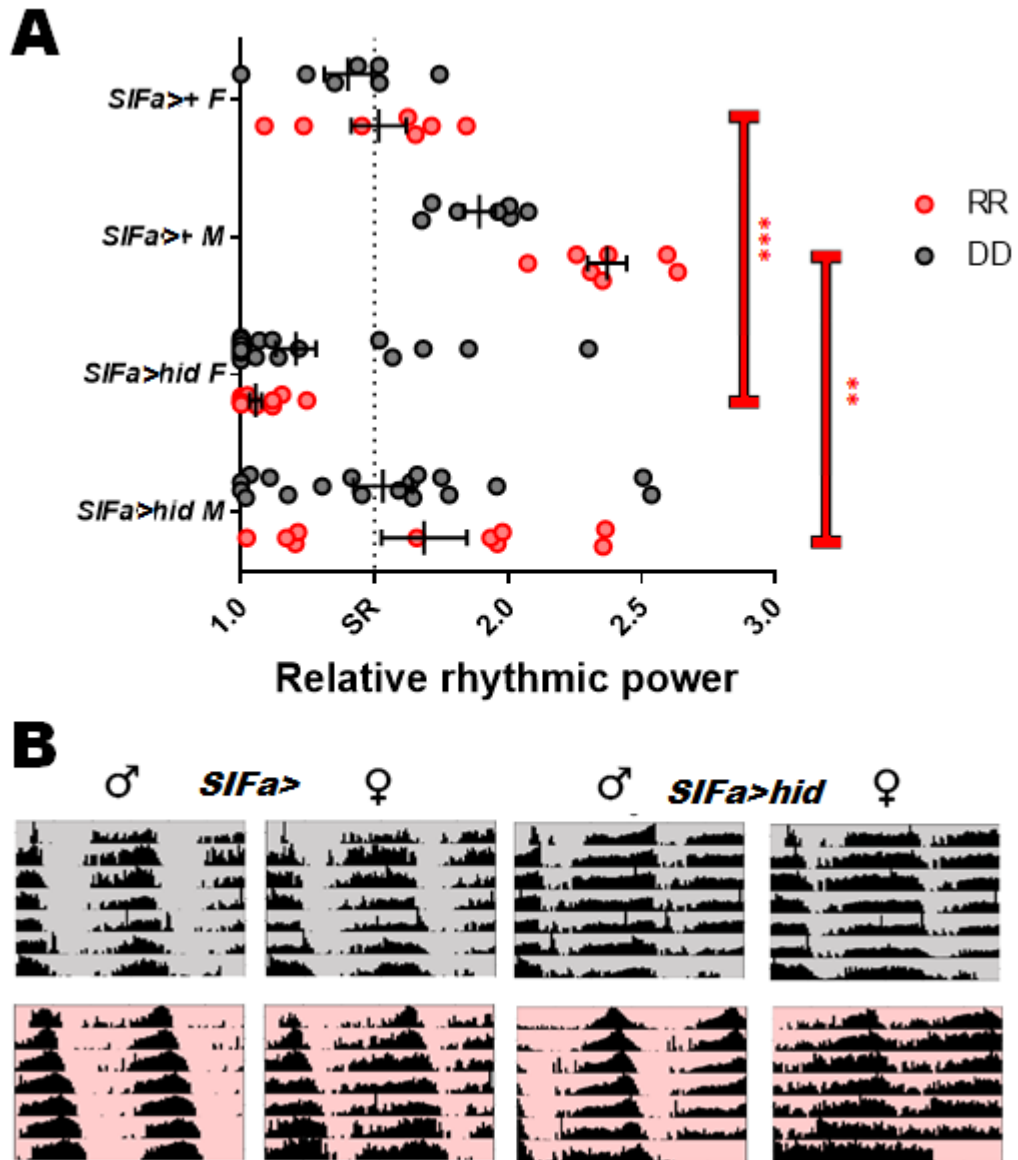 A
SIFa>+ F
SIFa>+ M
SIFa>hid F
SIFa>hid M
RR
DD
***
**
1.0 SR 2.0 2.5 3.0
Relative rhythmic power
B
♂ SIFa> ♀ ♂ SIFa>hid ♀